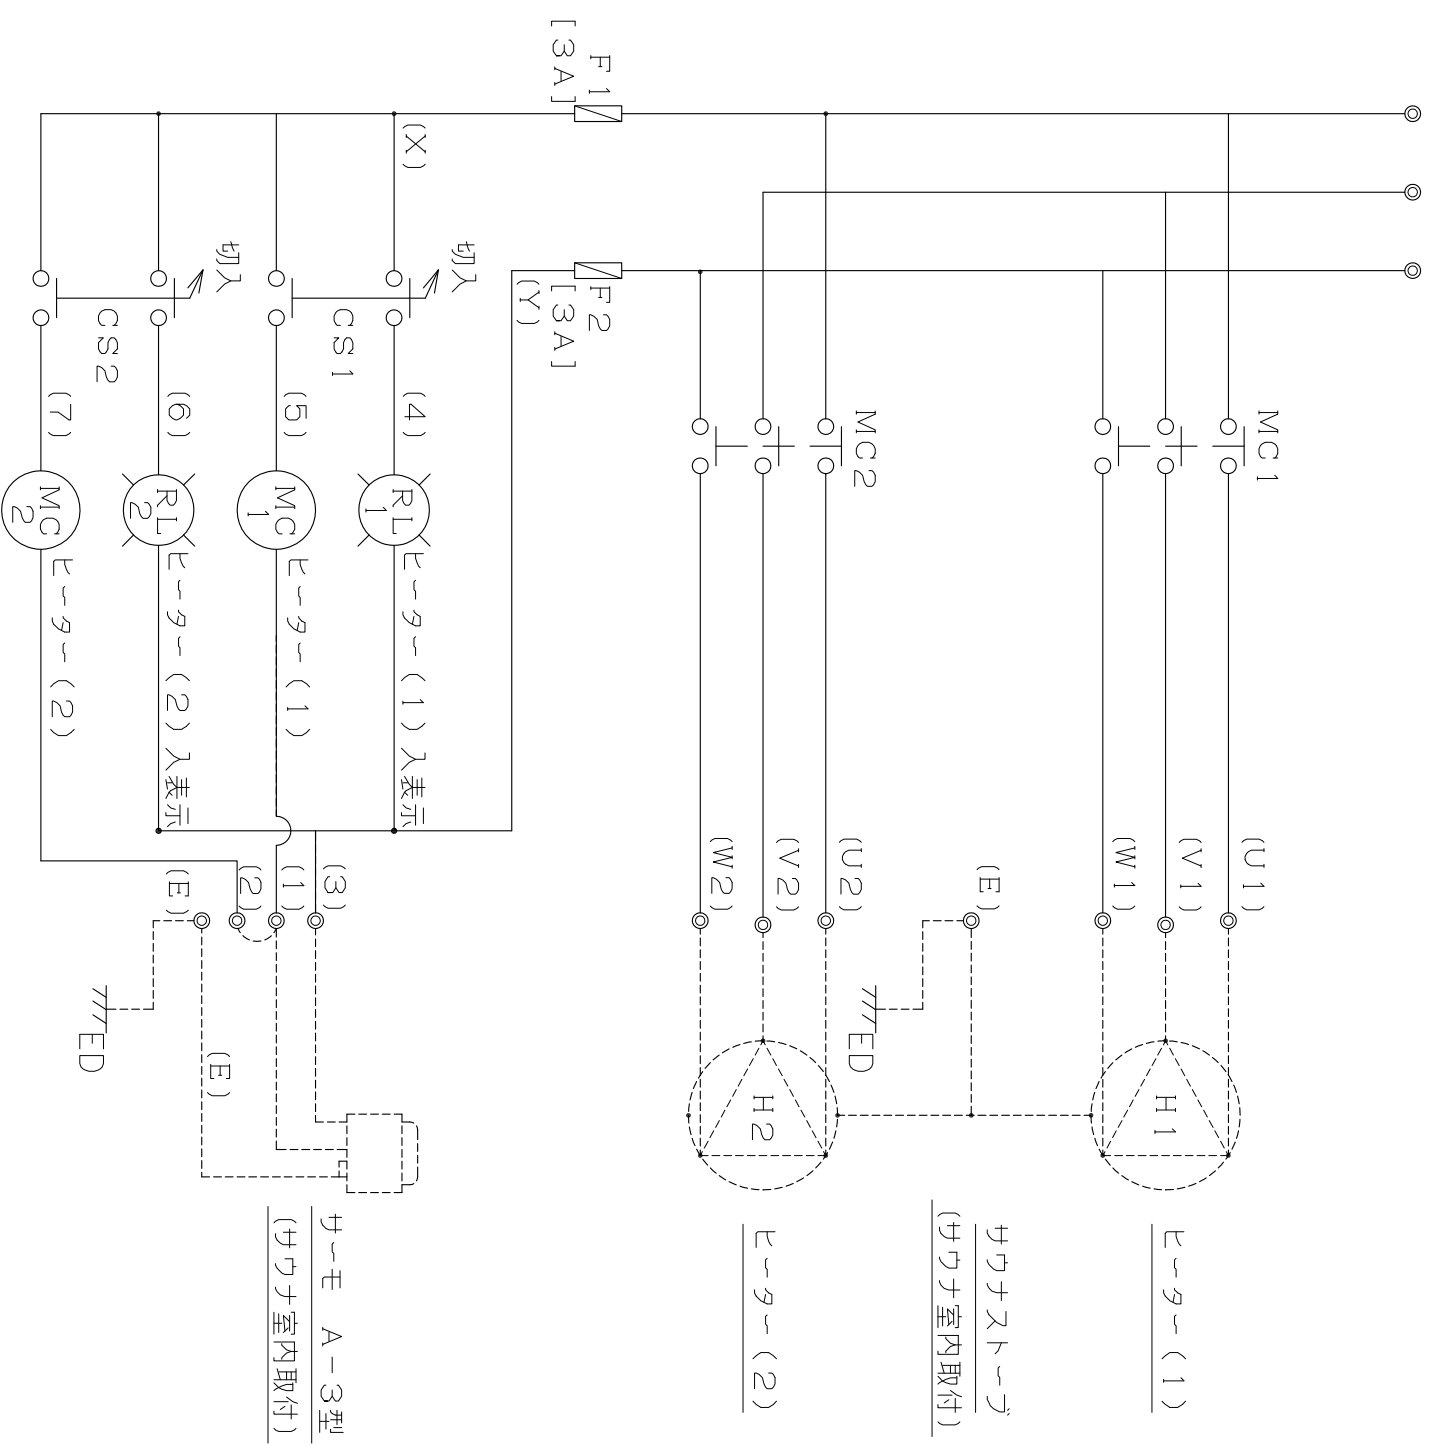 MC1
(U1)
(V1)
(W1)
H1
ヒーター(1)
サウナストーブ
(サウナ室内取付)
(E)
ED
MC2
(U2)
(V2)
(W2)
H2
ヒーター(2)
F1
[3A]
F2
[3A]
(X)
(Y)
切入
CS1
(4)
RL
1
ヒーター(1)入表示
(5)
MC
1
ヒーター(1)
切入
CS2
(6)
RL
2
ヒーター(2)入表示
(7)
MC
2
ヒーター(2)
(3)
(1)
(2)
(E)
ED
(E)
サーモ A-3型
(サウナ室内取付)